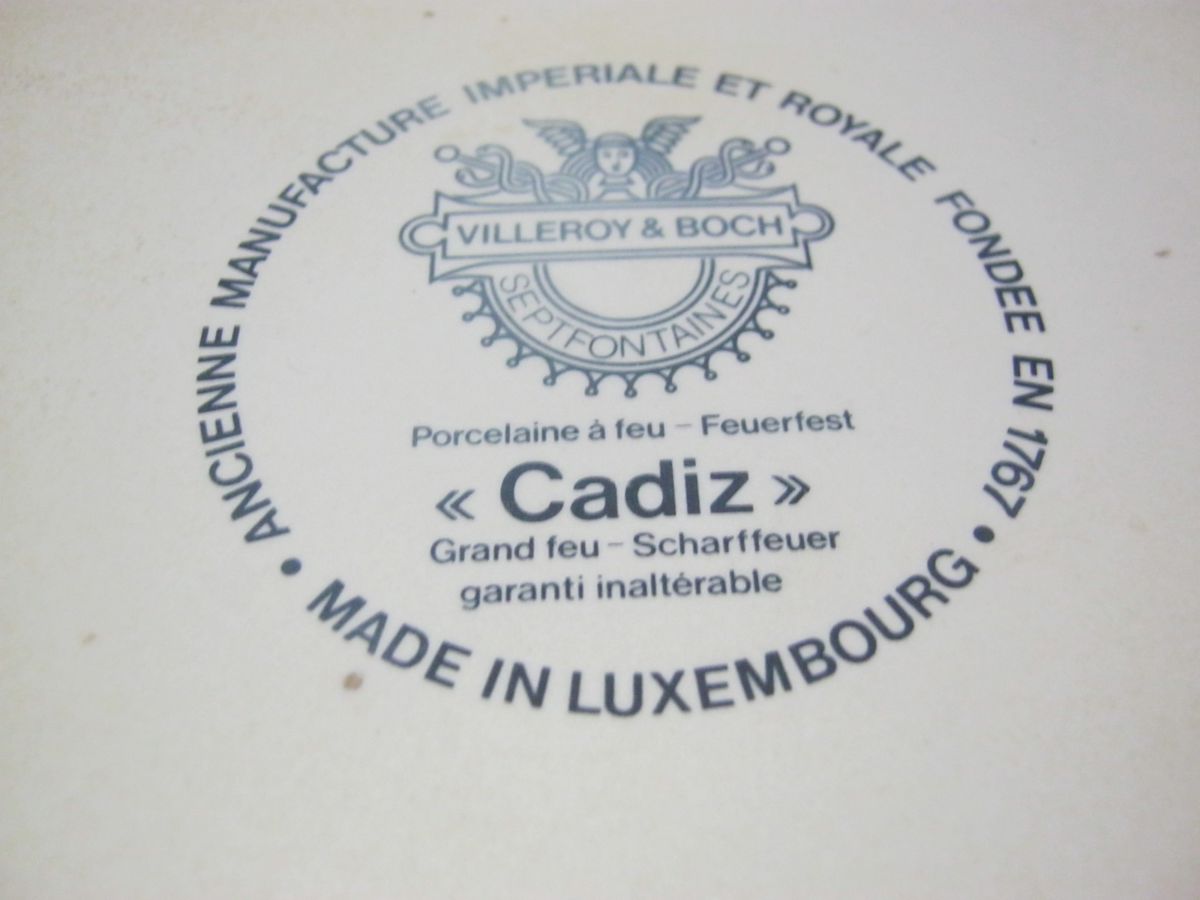 ANCIENNE MANUFACTURE IMPERIALE ET ROYALE FONDEE EN 1767
VILLEROY & BOCH
SEPTFONTAINES
Porcelaine à feu – Feuerfest
« Cadiz »
Grand feu – Scharffeuer
garanti inaltérable
• MADE IN LUXEMBOURG •